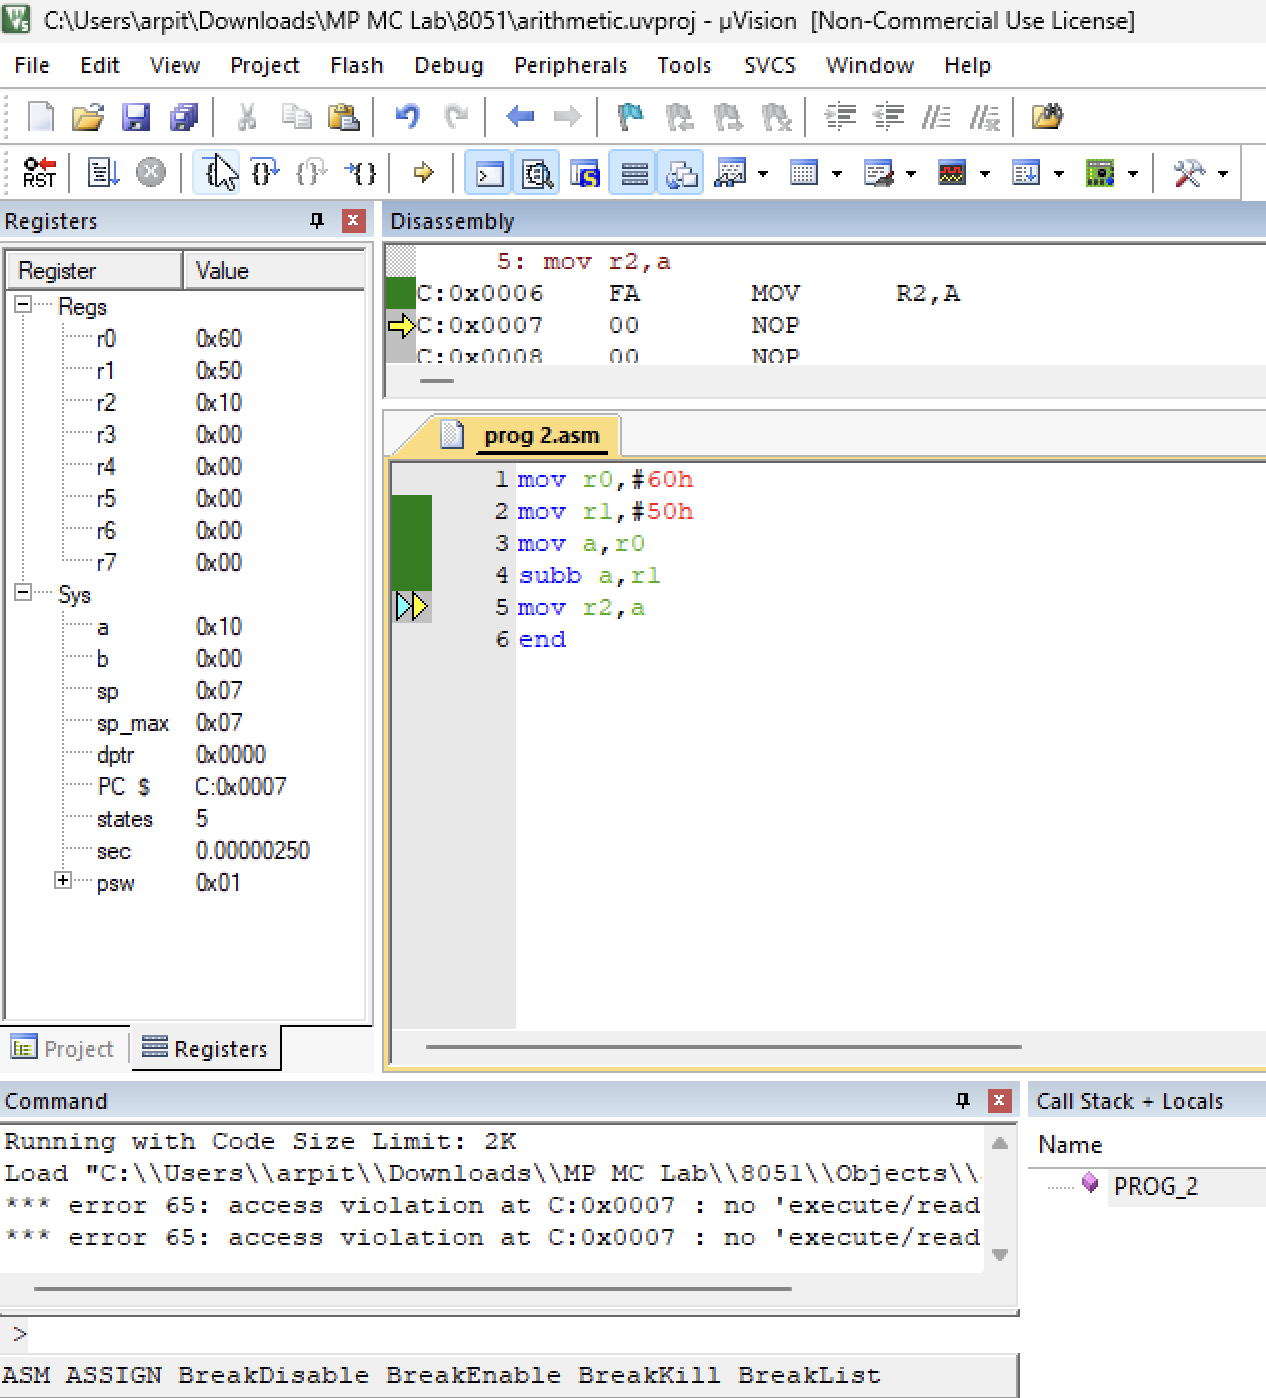 C:\Users\arpit\Downloads\MP MC Lab\8051\arithmetic.uvproj - µVision [Non-Commercial Use License]
File Edit View Project Flash Debug Peripherals Tools SVCS Window Help
RST
Registers
Register Value
Regs
r0 0x60
r1 0x50
r2 0x10
r3 0x00
r4 0x00
r5 0x00
r6 0x00
r7 0x00
Sys
a 0x10
b 0x00
sp 0x07
sp_max 0x07
dptr 0x0000
PC $ C:0x0007
states 5
sec 0.00000250
psw 0x01
Project Registers
Disassembly
5: mov r2,a
C:0x0006 FA MOV R2,A
C:0x0007 00 NOP
C:0x0008 00 NOP
prog 2.asm
1 mov r0,#60h
2 mov r1,#50h
3 mov a,r0
4 subb a,r1
5 mov r2,a
6 end
Command
Running with Code Size Limit: 2K
Load "C:\\Users\\arpit\\Downloads\\MP MC Lab\\8051\\Objects\\
*** error 65: access violation at C:0x0007 : no 'execute/read
*** error 65: access violation at C:0x0007 : no 'execute/read
>
ASM ASSIGN BreakDisable BreakEnable BreakKill BreakList
Call Stack + Locals
Name
PROG_2